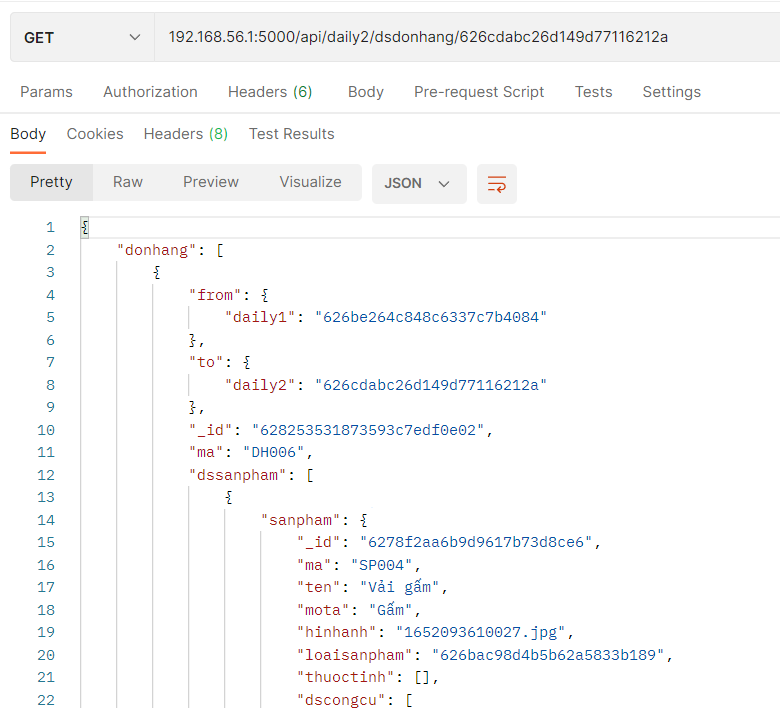 GET 192.168.56.1:5000/api/daily2/dsdonhang/626cdabc26d149d77116212a
Params Authorization Headers (6) Body Pre-request Script Tests Settings
Body Cookies Headers (8) Test Results
Pretty Raw Preview Visualize JSON
1 {
2 "donhang": [
3 {
4 "from": {
5 "daily1": "626be264c848c6337c7b4084"
6 },
7 "to": {
8 "daily2": "626cdabc26d149d77116212a"
9 },
10 "_id": "628253531873593c7edf0e02",
11 "ma": "DH006",
12 "dssanpham": [
13 {
14 "sanpham": {
15 "_id": "6278f2aa6b9d9617b73d8ce6",
16 "ma": "SP004",
17 "ten": "Vải gấm",
18 "mota": "Gấm",
19 "hinhanh": "1652093610027.jpg",
20 "loaisanpham": "626bac98d4b5b62a5833b189",
21 "thuoctinh": [],
22 "dscongcu": [